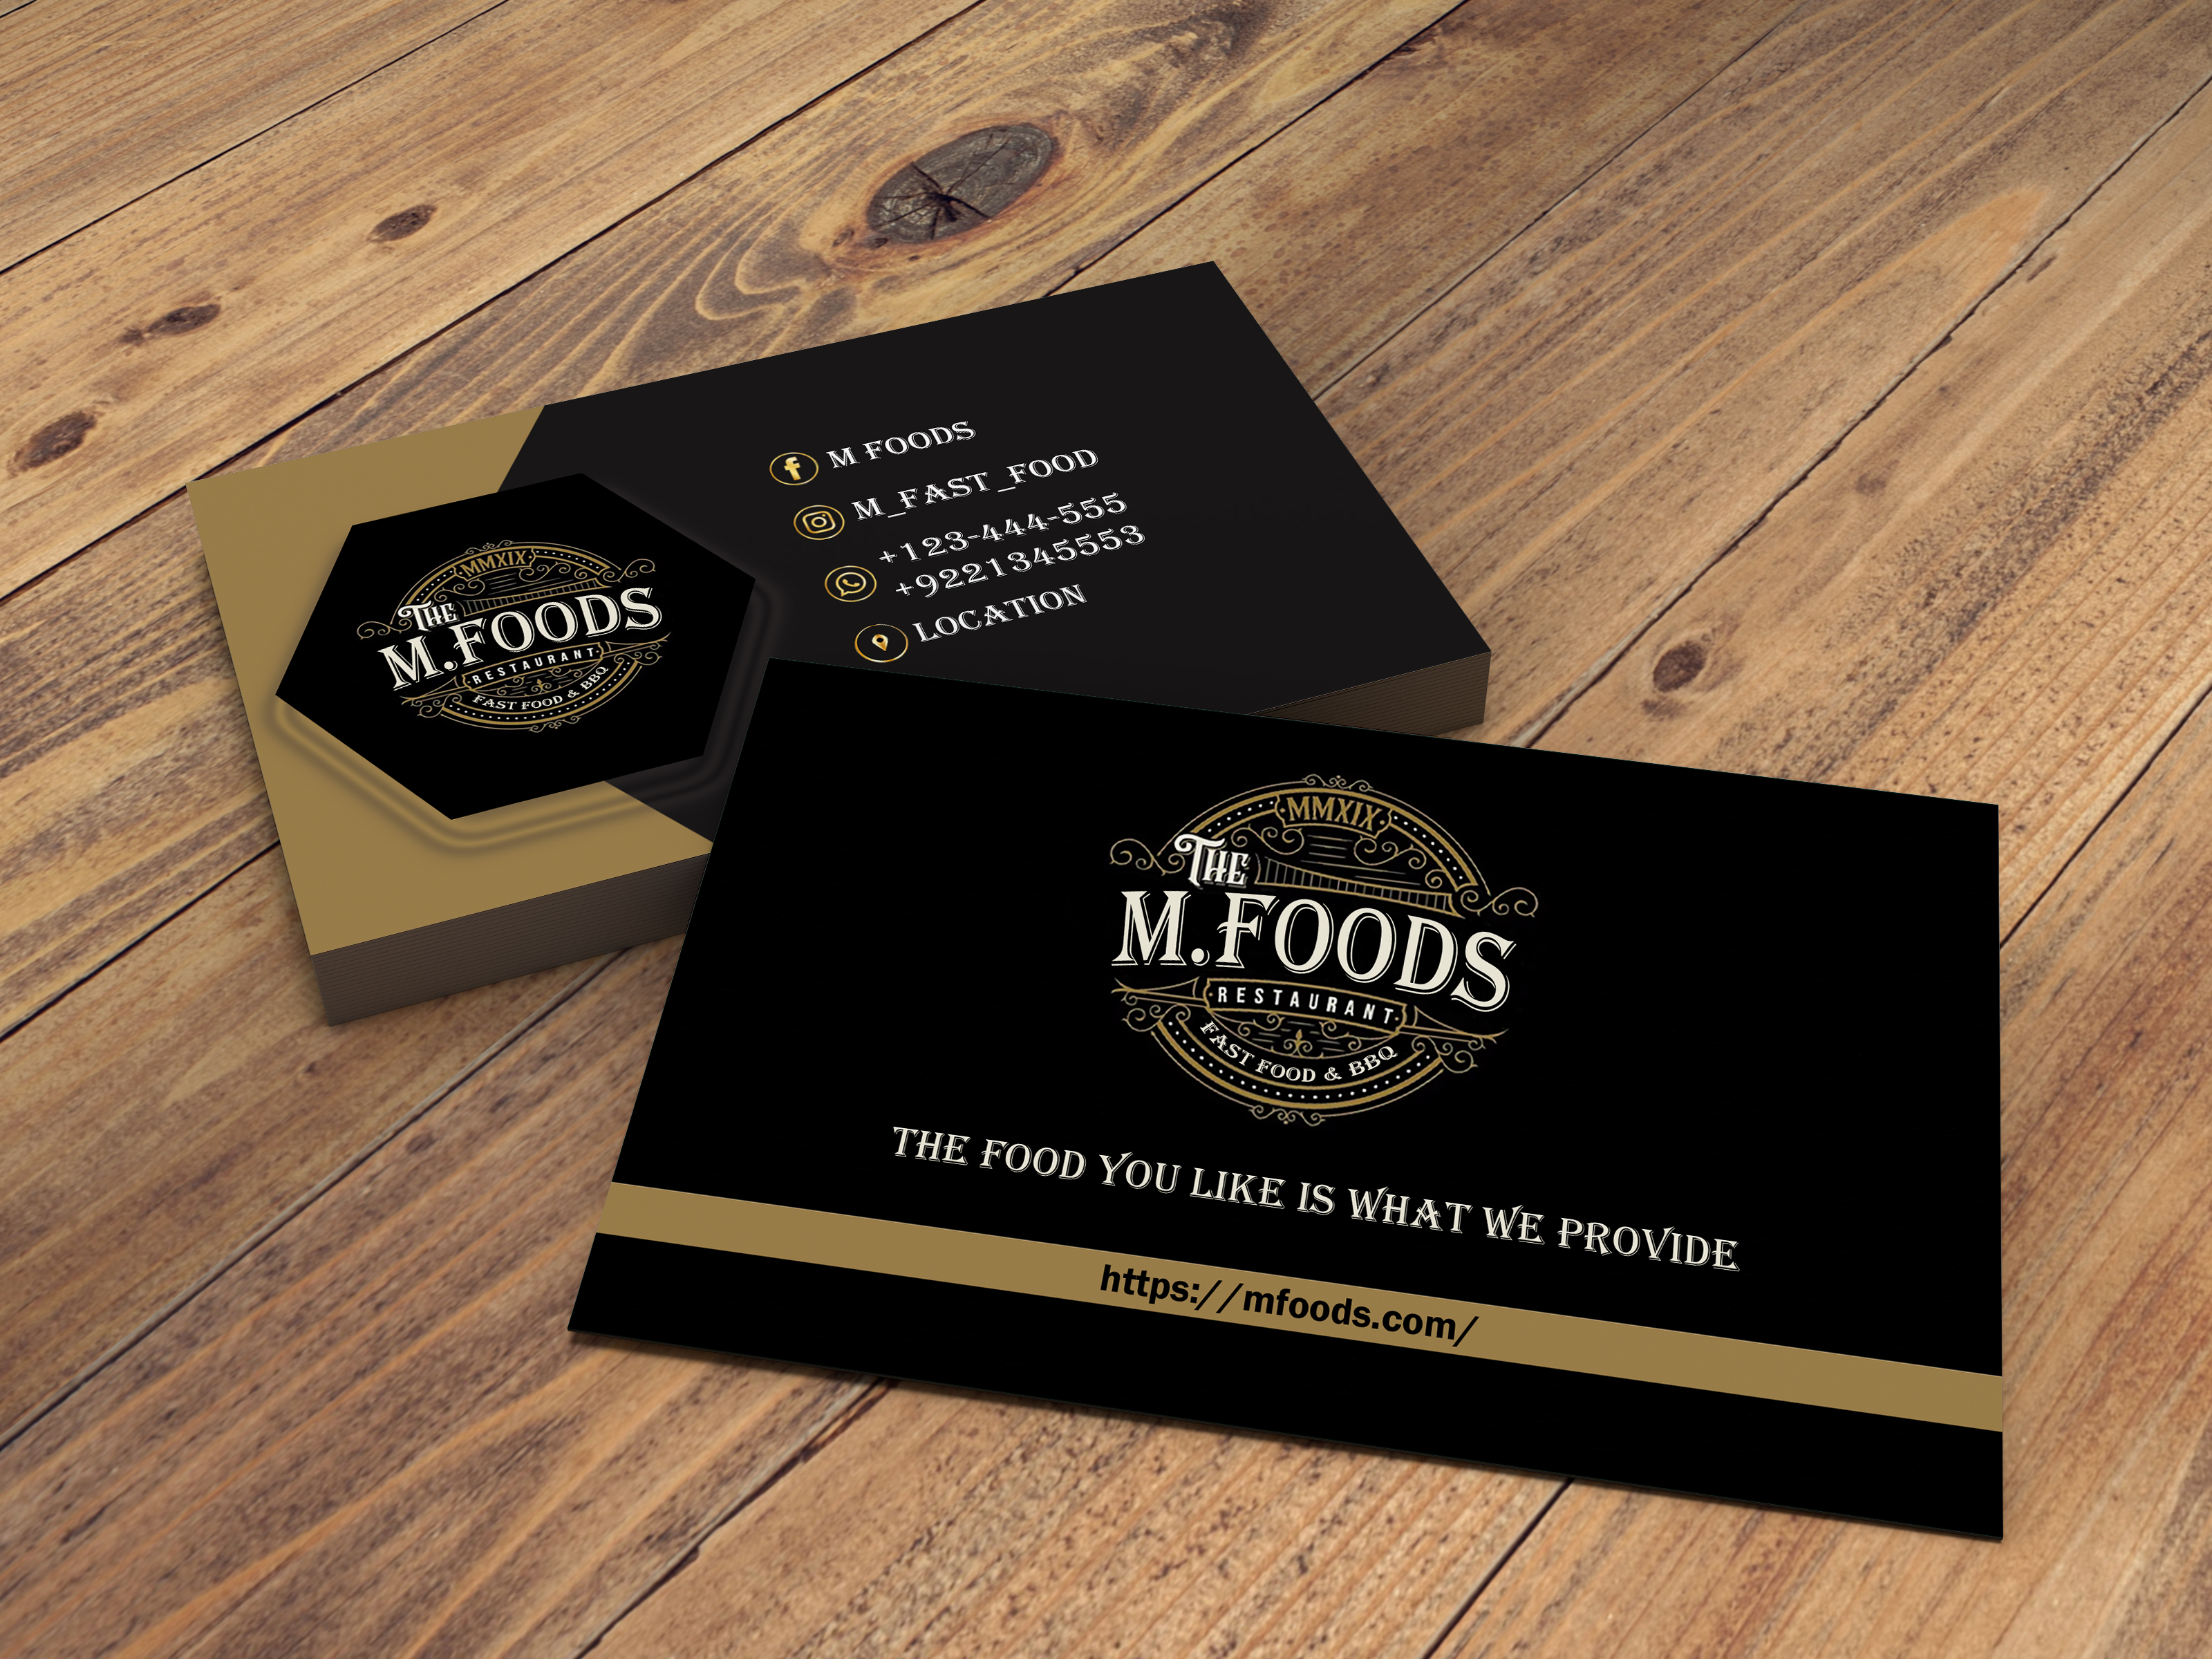 M FOODS
M_FAST_FOOD
+123-444-555
+9221345553
LOCATION
MMXIX
THE
M.FOODS
RESTAURANT
FAST FOOD & BBQ
MMXIX
THE
M.FOODS
RESTAURANT
FAST FOOD & BBQ
THE FOOD YOU LIKE IS WHAT WE PROVIDE
https://mfoods.com/